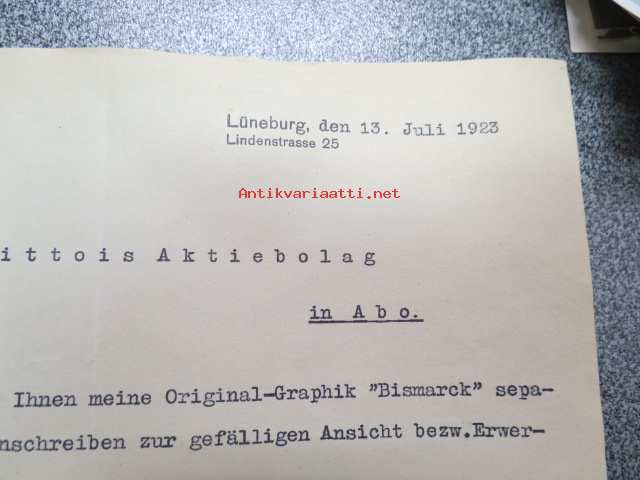 Lüneburg, den 13. Juli 1923
Lindenstrasse 25
Antikvariaatti.net
ittois Aktiebolag
in Abo.
Ihnen meine Original-Graphik "Bismarck" sepa-
nschreiben zur gefälligen Ansicht bezw.Erwer-